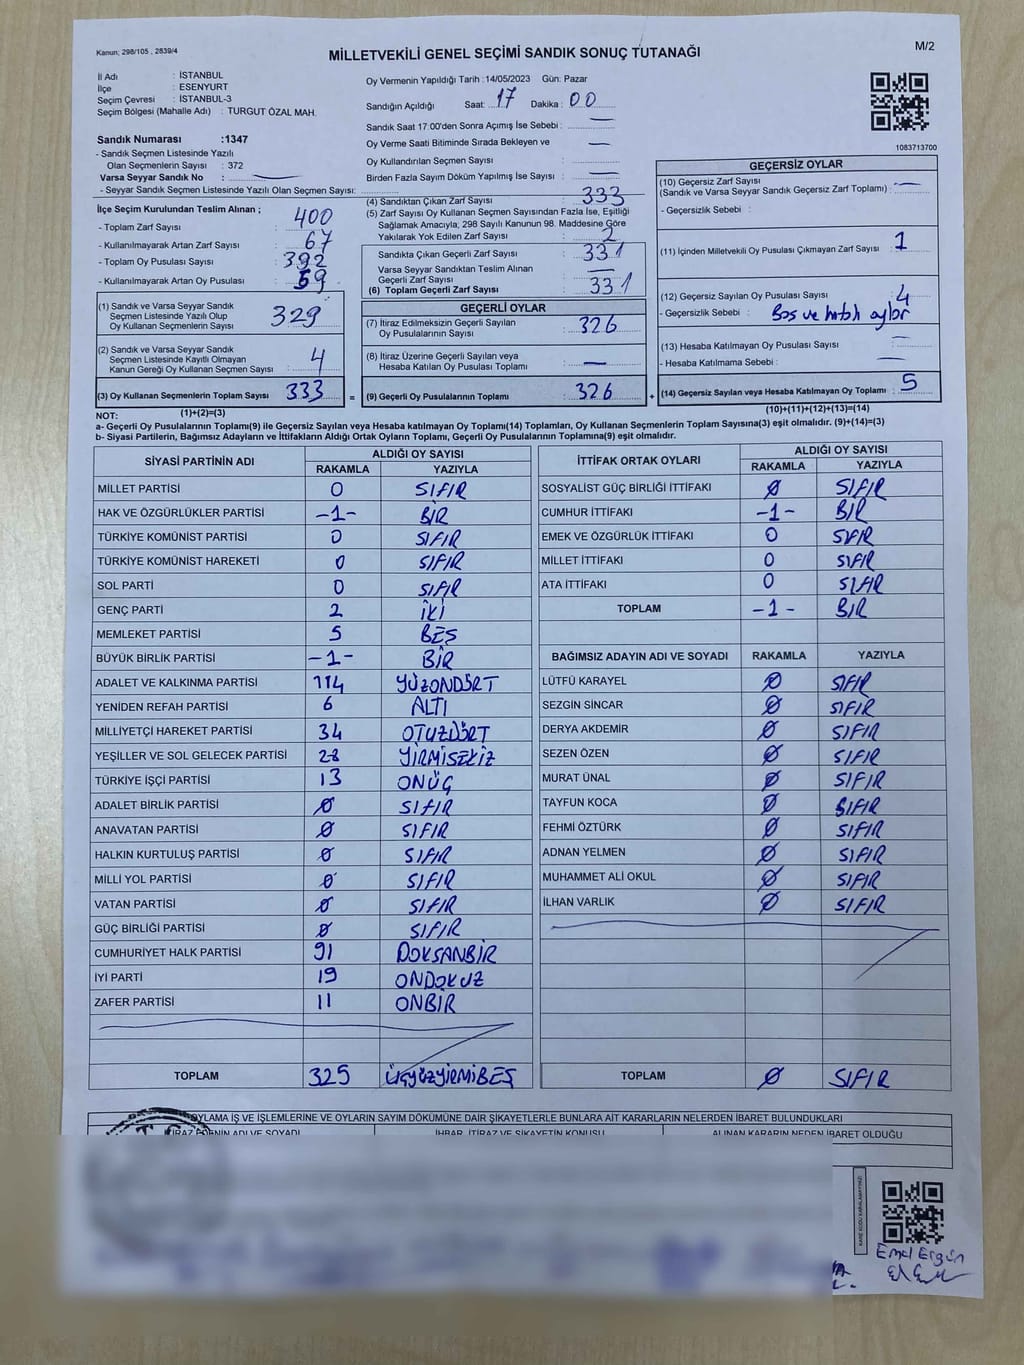 Kanun; 298/105 , 2839/4
MİLLETVEKİLİ GENEL SEÇİMİ SANDIK SONUÇ TUTANAĞI
M/2
İl Adı : İSTANBUL
İlçe : ESENYURT
Seçim Çevresi : İSTANBUL-3
Seçim Bölgesi (Mahalle Adı) : TURGUT ÖZAL MAH.
Sandık Numarası :1347
- Sandık Seçmen Listesinde Yazılı
Olan Seçmenlerin Sayısı : 372
Varsa Seyyar Sandık No :
- Seyyar Sandık Seçmen Listesinde Yazılı Olan Seçmen Sayısı:
Oy Vermenin Yapıldığı Tarih :14/05/2023 Gün: Pazar
Sandığın Açıldığı Saat: 17 Dakika : 00
Sandık Saat 17:00'den Sonra Açımış İse Sebebi :
Oy Verme Saati Bitiminde Sırada Bekleyen ve
Oy Kullandırılan Seçmen Sayısı :
Birden Fazla Sayım Döküm Yapılmış İse Sayısı :
1083713700
İlçe Seçim Kurulundan Teslim Alınan ;
- Toplam Zarf Sayısı : 400
- Kullanılmayarak Artan Zarf Sayısı : 67
- Toplam Oy Pusulası Sayısı : 392
- Kullanılmayarak Artan Oy Pusulası : 59
(1) Sandık ve Varsa Seyyar Sandık
Seçmen Listesinde Yazılı Olup
Oy Kullanan Seçmenlerin Sayısı 329
(2) Sandık ve Varsa Seyyar Sandık
Seçmen Listesinde Kayıtlı Olmayan
Kanun Gereği Oy Kullanan Seçmen Sayısı : 4
(3) Oy Kullanan Seçmenlerin Toplam Sayısı 333 =
(1)+(2)=(3)
(4) Sandıktan Çıkan Zarf Sayısı : 333
(5) Zarf Sayısı Oy Kullanan Seçmen Sayısından Fazla İse, Eşitliği
Sağlamak Amacıyla; 298 Sayılı Kanunun 98. Maddesine Göre
Yakılarak Yok Edilen Zarf Sayısı : 2
Sandıkta Çıkan Geçerli Zarf Sayısı : 331
Varsa Seyyar Sandıktan Teslim Alınan
Geçerli Zarf Sayısı :
(6) Toplam Geçerli Zarf Sayısı : 331
GEÇERLİ OYLAR
(7) İtiraz Edilmeksizin Geçerli Sayılan
Oy Pusulalarının Sayısı : 326
(8) İtiraz Üzerine Geçerli Sayılan veya
Hesaba Katılan Oy Pusulası Toplamı :
(9) Geçerli Oy Pusulalarının Toplamı : 326 +
GEÇERSİZ OYLAR
(10) Geçersiz Zarf Sayısı
(Sandık ve Varsa Seyyar Sandık Geçersiz Zarf Toplamı) :
- Geçersizlik Sebebi :
(11) İçinden Milletvekili Oy Pusulası Çıkmayan Zarf Sayısı : 1
(12) Geçersiz Sayılan Oy Pusulası Sayısı : 4
- Geçersizlik Sebebi : Boş ve hatalı oylar
(13) Hesaba Katılmayan Oy Pusulası Sayısı :
- Hesaba Katılmama Sebebi :
(14) Geçersiz Sayılan veya Hesaba Katılmayan Oy Toplamı : 5
(10)+(11)+(12)+(13)=(14)
NOT:
a- Geçerli Oy Pusulalarının Toplamı(9) ile Geçersiz Sayılan veya Hesaba katılmayan Oy Toplamı(14) Toplamları, Oy Kullanan Seçmenlerin Toplam Sayısına(3) eşit olmalıdır. (9)+(14)=(3)
b- Siyasi Partilerin, Bağımsız Adayların ve İttifakların Aldığı Ortak Oyların Toplamı, Geçerli Oy Pusulalarının Toplamına(9) eşit olmalıdır.
SİYASİ PARTİNİN ADI ALDIĞI OY SAYISI
RAKAMLA YAZIYLA
MİLLET PARTİSİ 0 SIFIR
HAK VE ÖZGÜRLÜKLER PARTİSİ -1- BİR
TÜRKİYE KOMÜNİST PARTİSİ 0 SIFIR
TÜRKİYE KOMÜNİST HAREKETİ 0 SIFIR
SOL PARTİ 0 SIFIR
GENÇ PARTİ 2 İKİ
MEMLEKET PARTİSİ 5 BEŞ
BÜYÜK BİRLİK PARTİSİ -1- BİR
ADALET VE KALKINMA PARTİSİ 114 YÜZONDÖRT
YENİDEN REFAH PARTİSİ 6 ALTI
MİLLİYETÇİ HAREKET PARTİSİ 34 OTUZDÖRT
YEŞİLLER VE SOL GELECEK PARTİSİ 28 YİRMİSEKİZ
TÜRKİYE İŞÇİ PARTİSİ 13 ONÜÇ
ADALET BİRLİK PARTİSİ 0 SIFIR
ANAVATAN PARTİSİ 0 SIFIR
HALKIN KURTULUŞ PARTİSİ 0 SIFIR
MİLLİ YOL PARTİSİ 0 SIFIR
VATAN PARTİSİ 0 SIFIR
GÜÇ BİRLİĞİ PARTİSİ 0 SIFIR
CUMHURİYET HALK PARTİSİ 91 DOKSANBİR
İYİ PARTİ 19 ONDOKUZ
ZAFER PARTİSİ 11 ONBİR
TOPLAM 325 ÜÇYÜZYİRMİBEŞ
İTTİFAK ORTAK OYLARI ALDIĞI OY SAYISI
RAKAMLA YAZIYLA
SOSYALİST GÜÇ BİRLİĞİ İTTİFAKI 0 SIFIR
CUMHUR İTTİFAKI -1- BİR
EMEK VE ÖZGÜRLÜK İTTİFAKI 0 SIFIR
MİLLET İTTİFAKI 0 SIFIR
ATA İTTİFAKI 0 SIFIR
TOPLAM -1- BİR
BAĞIMSIZ ADAYIN ADI VE SOYADI RAKAMLA YAZIYLA
LÜTFÜ KARAYEL 0 SIFIR
SEZGİN SİNCAR 0 SIFIR
DERYA AKDEMİR 0 SIFIR
SEZEN ÖZEN 0 SIFIR
MURAT ÜNAL 0 SIFIR
TAYFUN KOCA 0 SIFIR
FEHMİ ÖZTÜRK 0 SIFIR
ADNAN YELMEN 0 SIFIR
MUHAMMET ALİ OKUL 0 SIFIR
İLHAN VARLIK 0 SIFIR
TOPLAM 0 SIFIR
OYLAMA İŞ VE İŞLEMLERİNE VE OYLARIN SAYIM DÖKÜMÜNE DAİR ŞİKAYETLERLE BUNLARA AİT KARARLARIN NELERDEN İBARET BULUNDUKLARI
İTİRAZ EDENİN ADI VE SOYADI İHBAR, İTİRAZ VE ŞİKAYETİN KONUSU ALINAN KARARIN NEDEN İBARET OLDUĞU
KARE KODU KARALAMAYINIZ!
Emel Ergün